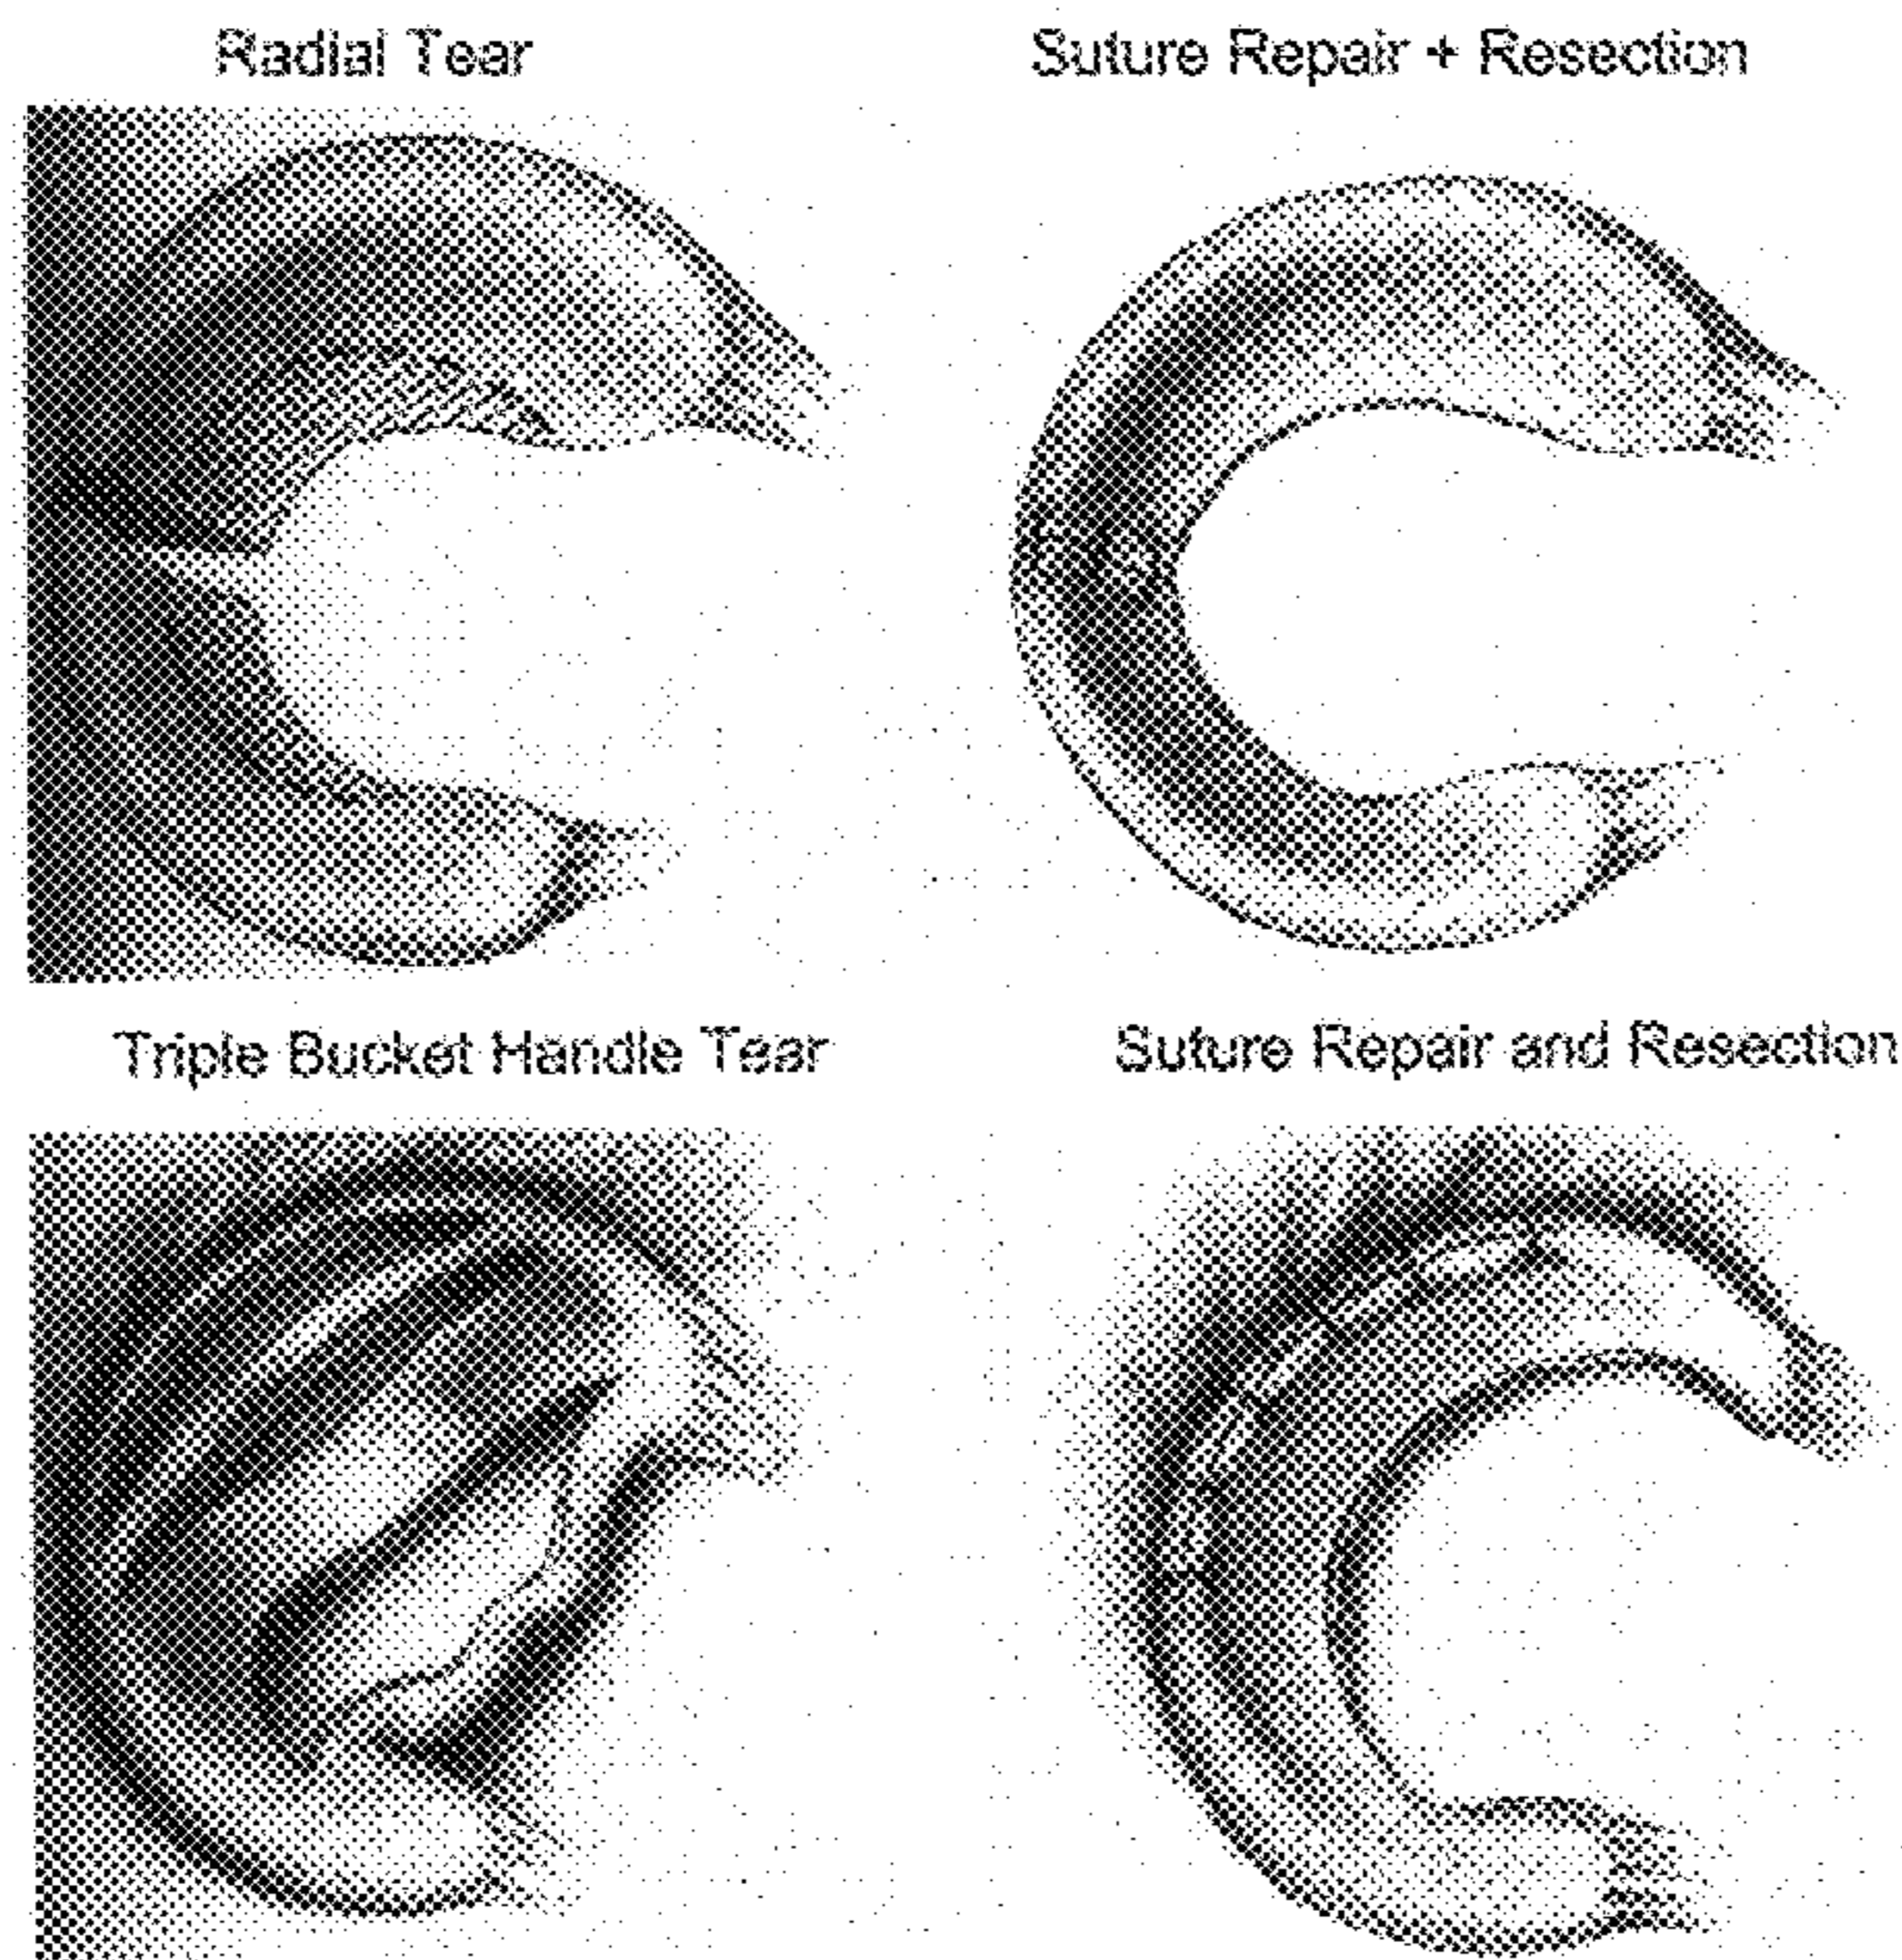 Radial Tear
Suture Repair + Resection
Triple Bucket Handle Tear
Suture Repair and Resection